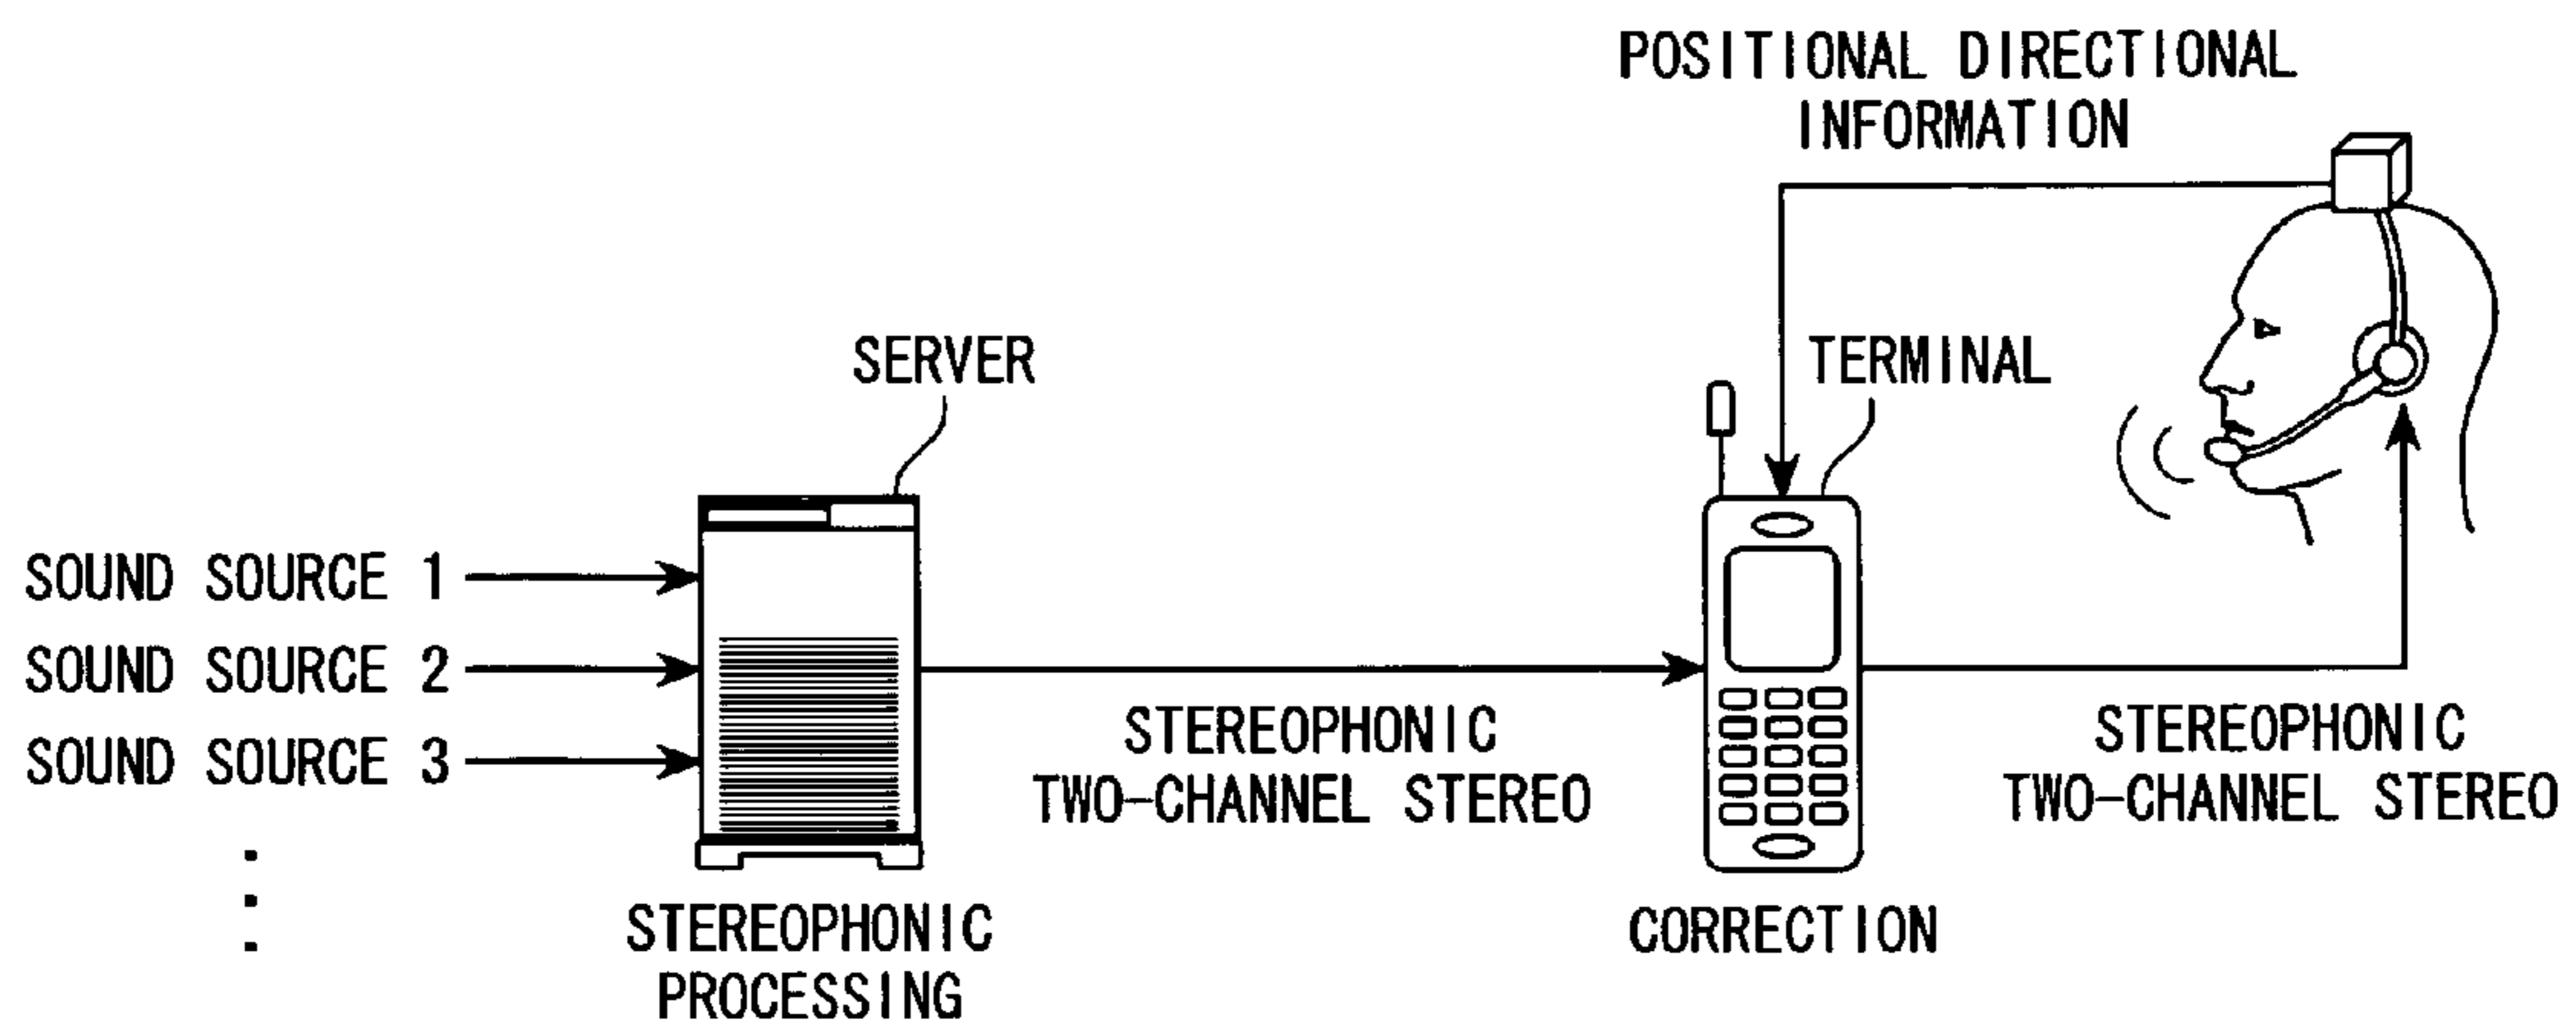 POSITIONAL DIRECTIONAL
INFORMATION
SERVER
TERMINAL
SOUND SOURCE 1
SOUND SOURCE 2
SOUND SOURCE 3
STEREOPHONIC
TWO-CHANNEL STEREO
STEREOPHONIC
TWO-CHANNEL STEREO
STEREOPHONIC
PROCESSING
CORRECTION